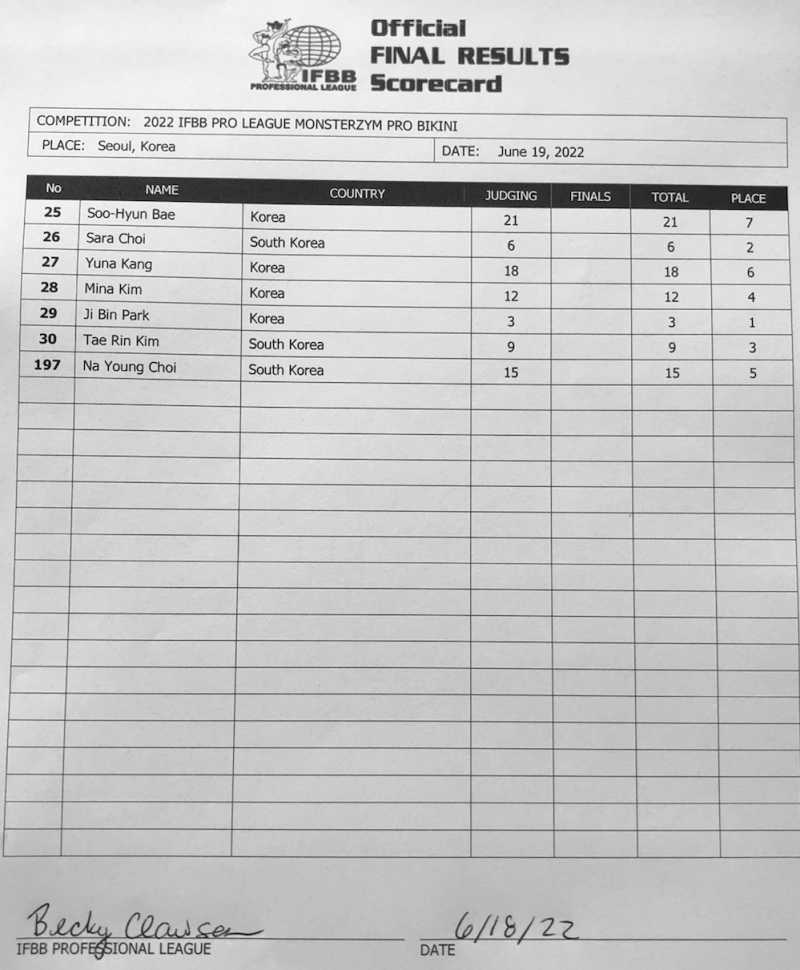 Official
FINAL RESULTS
Scorecard
IFBB
PROFESSIONAL LEAGUE
COMPETITION: 2022 IFBB PRO LEAGUE MONSTERZYM PRO BIKINI
PLACE: Seoul, Korea DATE: June 19, 2022
No NAME COUNTRY JUDGING FINALS TOTAL PLACE
25 Soo-Hyun Bae Korea 21 21 7
26 Sara Choi South Korea 6 6 2
27 Yuna Kang Korea 18 18 6
28 Mina Kim Korea 12 12 4
29 Ji Bin Park Korea 3 3 1
30 Tae Rin Kim South Korea 9 9 3
197 Na Young Choi South Korea 15 15 5
Becky Clawsen 6/18/22
IFBB PROFESSIONAL LEAGUE DATE